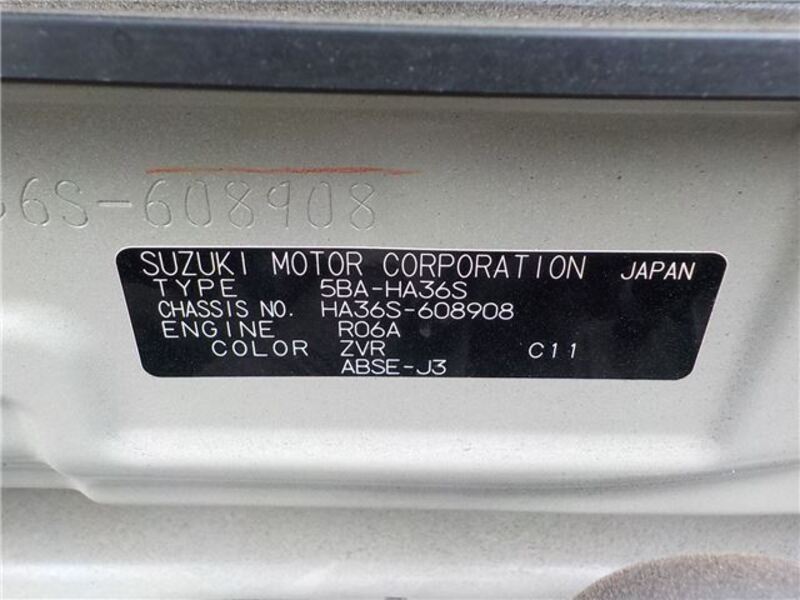 36S-608908
SUZUKI MOTOR CORPORATION JAPAN
TYPE 5BA-HA36S
CHASSIS NO. HA36S-608908
ENGINE R06A
COLOR ZVR C11
ABSE-J3